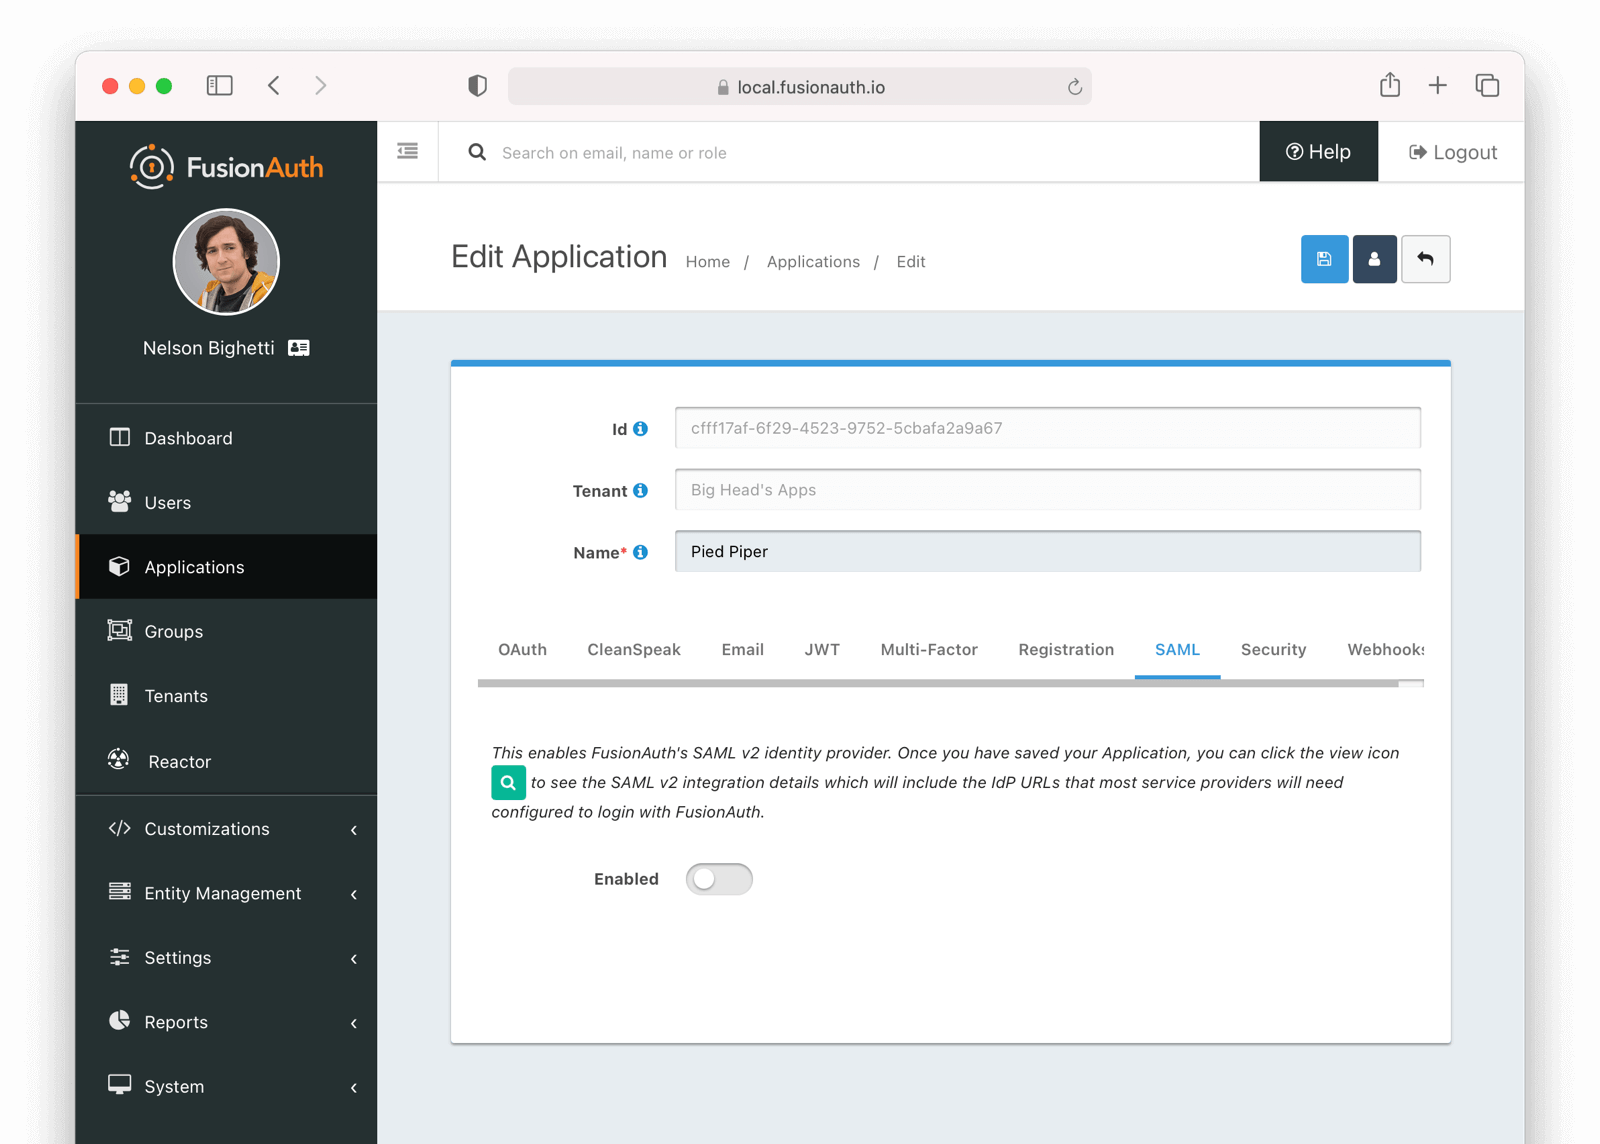 local.fusionauth.io
FusionAuth
Search on email, name or role
Help
Logout
Nelson Bighetti
Dashboard
Users
Applications
Groups
Tenants
Reactor
Customizations
Entity Management
Settings
Reports
System
Edit Application
Home / Applications / Edit
Id
cfff17af-6f29-4523-9752-5cbafa2a9a67
Tenant
Big Head's Apps
Name*
Pied Piper
OAuth CleanSpeak Email JWT Multi-Factor Registration SAML Security Webhooks
This enables FusionAuth's SAML v2 identity provider. Once you have saved your Application, you can click the view icon
to see the SAML v2 integration details which will include the IdP URLs that most service providers will need
configured to login with FusionAuth.
Enabled